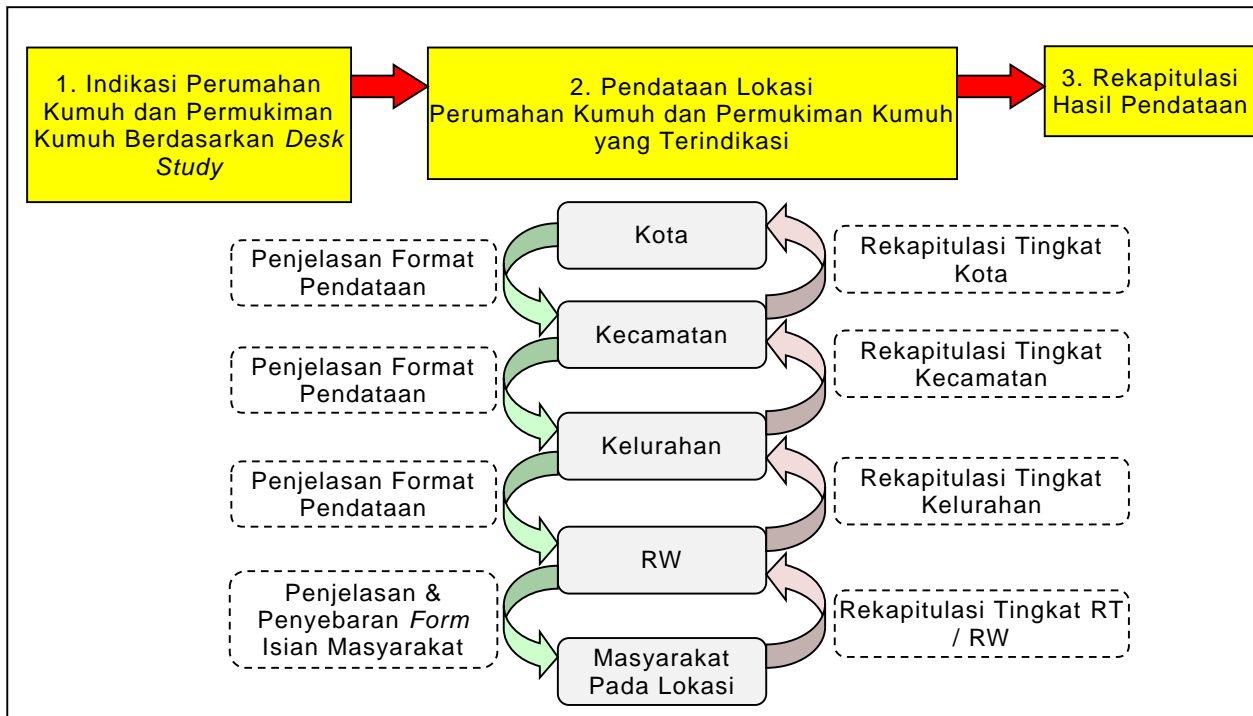 1. Indikasi Perumahan
Kumuh dan Permukiman
Kumuh Berdasarkan Desk
Study
2. Pendataan Lokasi
Perumahan Kumuh dan Permukiman Kumuh
yang Terindikasi
3. Rekapitulasi
Hasil Pendataan
Kota
Penjelasan Format
Pendataan
Rekapitulasi Tingkat
Kota
Kecamatan
Penjelasan Format
Pendataan
Rekapitulasi Tingkat
Kecamatan
Kelurahan
Penjelasan Format
Pendataan
Rekapitulasi Tingkat
Kelurahan
RW
Penjelasan &
Penyebaran Form
Isian Masyarakat
Rekapitulasi Tingkat RT
/ RW
Masyarakat
Pada Lokasi